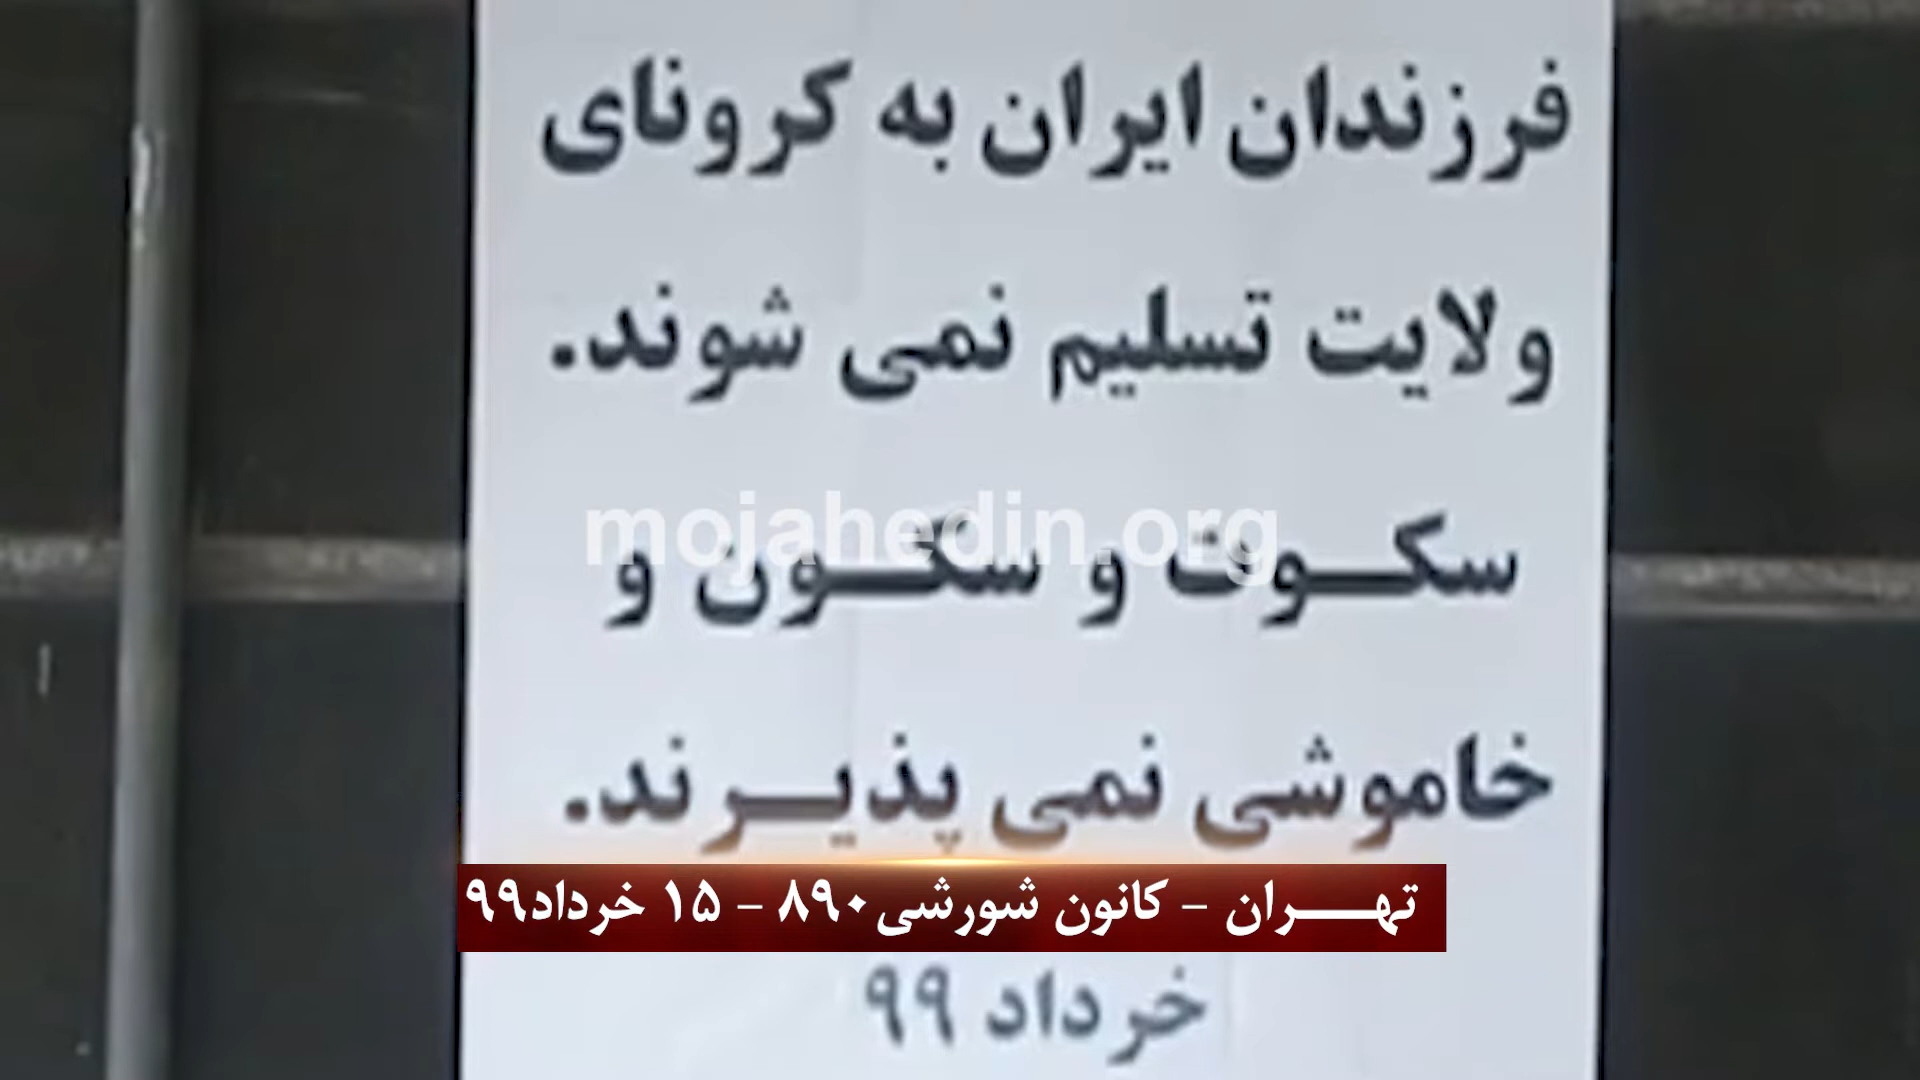 فرزندان ایران به کرونای
ولایت تسلیم نمی شوند.
سکوت و سکون و
mojahedin.org
خاموشی نمی پذیرند.
تهران - کانون شورشی۸۹۰ - ۱۵ خرداد۹۹
خرداد ۹۹